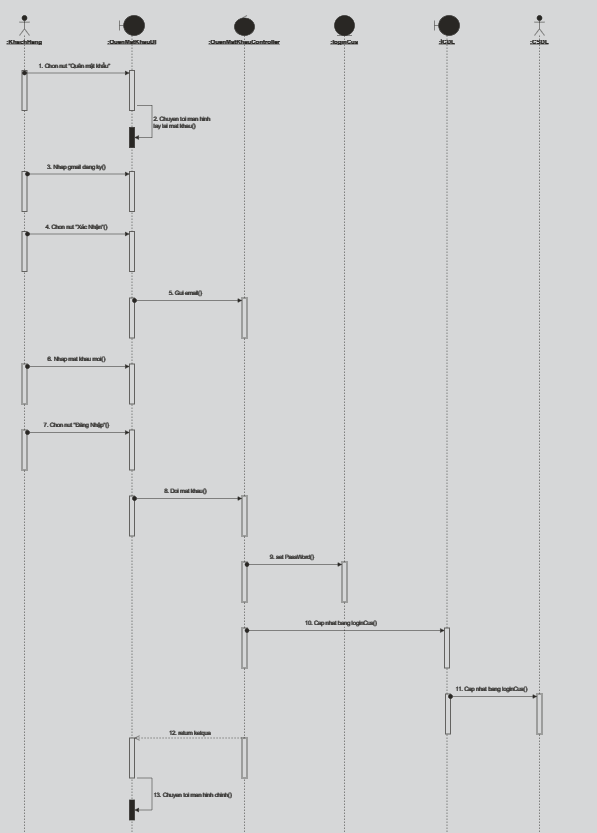 :KhachHang :QuenMatKhauUI :QuenMatKhauController :loginCus :ICDL :CSDL
1. Chon nut "Quên mật khẩu"
2. Chuyen toi man hinh
lay lai mat khau()
3. Nhap gmail dang ky()
4. Chon nut "Xác Nhận"()
5. Gui email()
6. Nhap mat khau moi()
7. Chon nut "Đăng Nhập"()
8. Doi mat khau()
9. set PassWord()
10. Cap nhat bang loginCus()
11. Cap nhat bang loginCus()
12. return ketqua
13. Chuyen toi man hinh chinh()